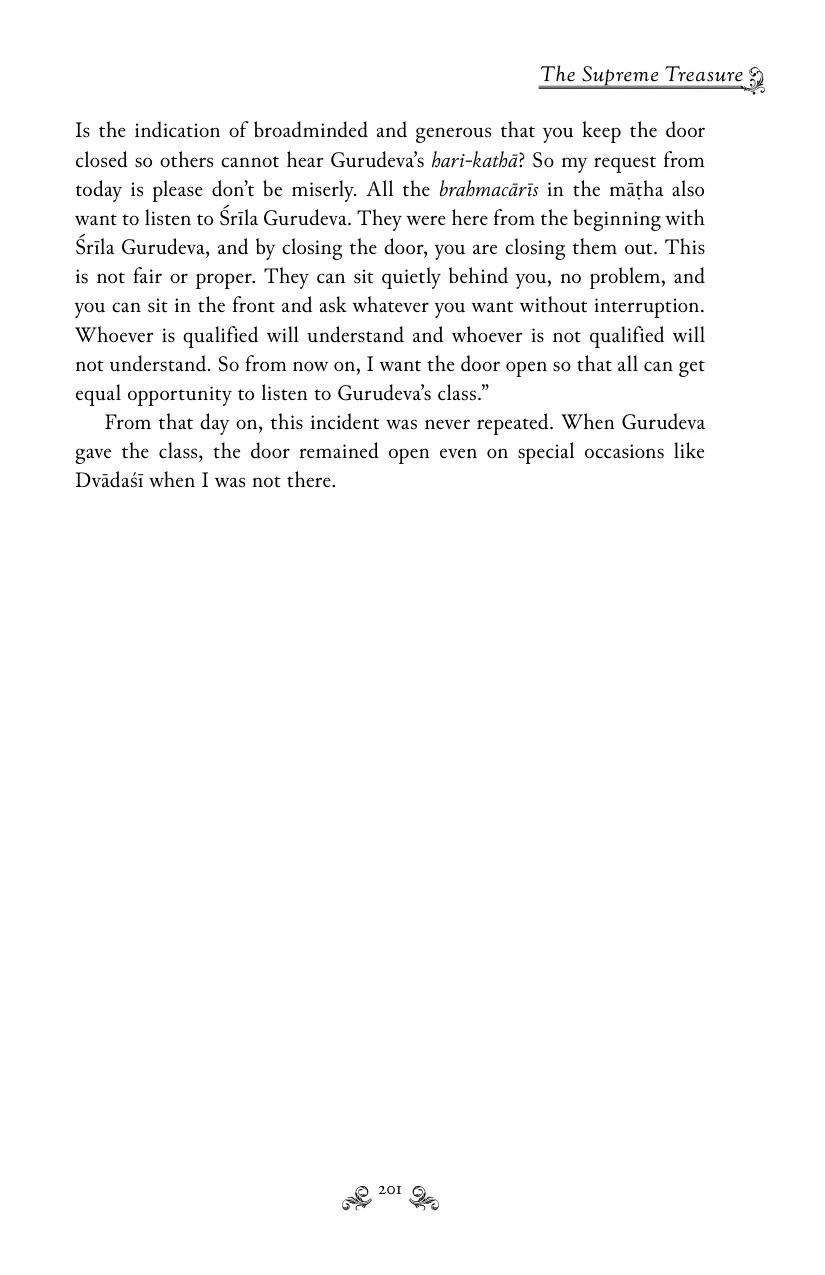 The Supreme Treasure
Is the indication of broadminded and generous that you keep the door
closed so others cannot hear Gurudeva’s hari-kathā? So my request from
today is please don’t be miserly. All the brahmacārīs in the māṭha also
want to listen to Śrīla Gurudeva. They were here from the beginning with
Śrīla Gurudeva, and by closing the door, you are closing them out. This
is not fair or proper. They can sit quietly behind you, no problem, and
you can sit in the front and ask whatever you want without interruption.
Whoever is qualified will understand and whoever is not qualified will
not understand. So from now on, I want the door open so that all can get
equal opportunity to listen to Gurudeva’s class.”
From that day on, this incident was never repeated. When Gurudeva
gave the class, the door remained open even on special occasions like
Dvādaśī when I was not there.
201